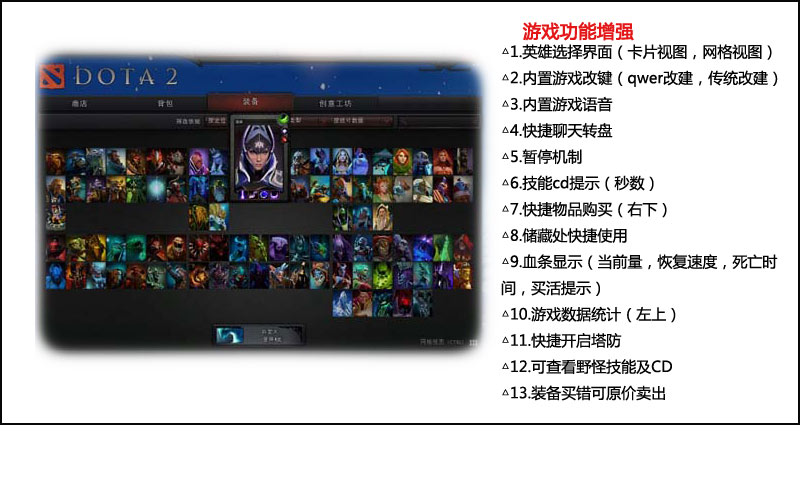 游戏功能增强
△1.英雄选择界面（卡片视图，网格视图）
△2.内置游戏改键（qwer改建，传统改建）
△3.内置游戏语音
△4.快捷聊天转盘
△5.暂停机制
△6.技能cd提示（秒数）
△7.快捷物品购买（右下）
△8.储藏处快捷使用
△9.血条显示（当前量，恢复速度，死亡时
间，买活提示）
△10.游戏数据统计（左上）
△11.快捷开启塔防
△12.可查看野怪技能及CD
△13.装备买错可原价卖出
DOTA 2
商店 背包 装备 创意工坊